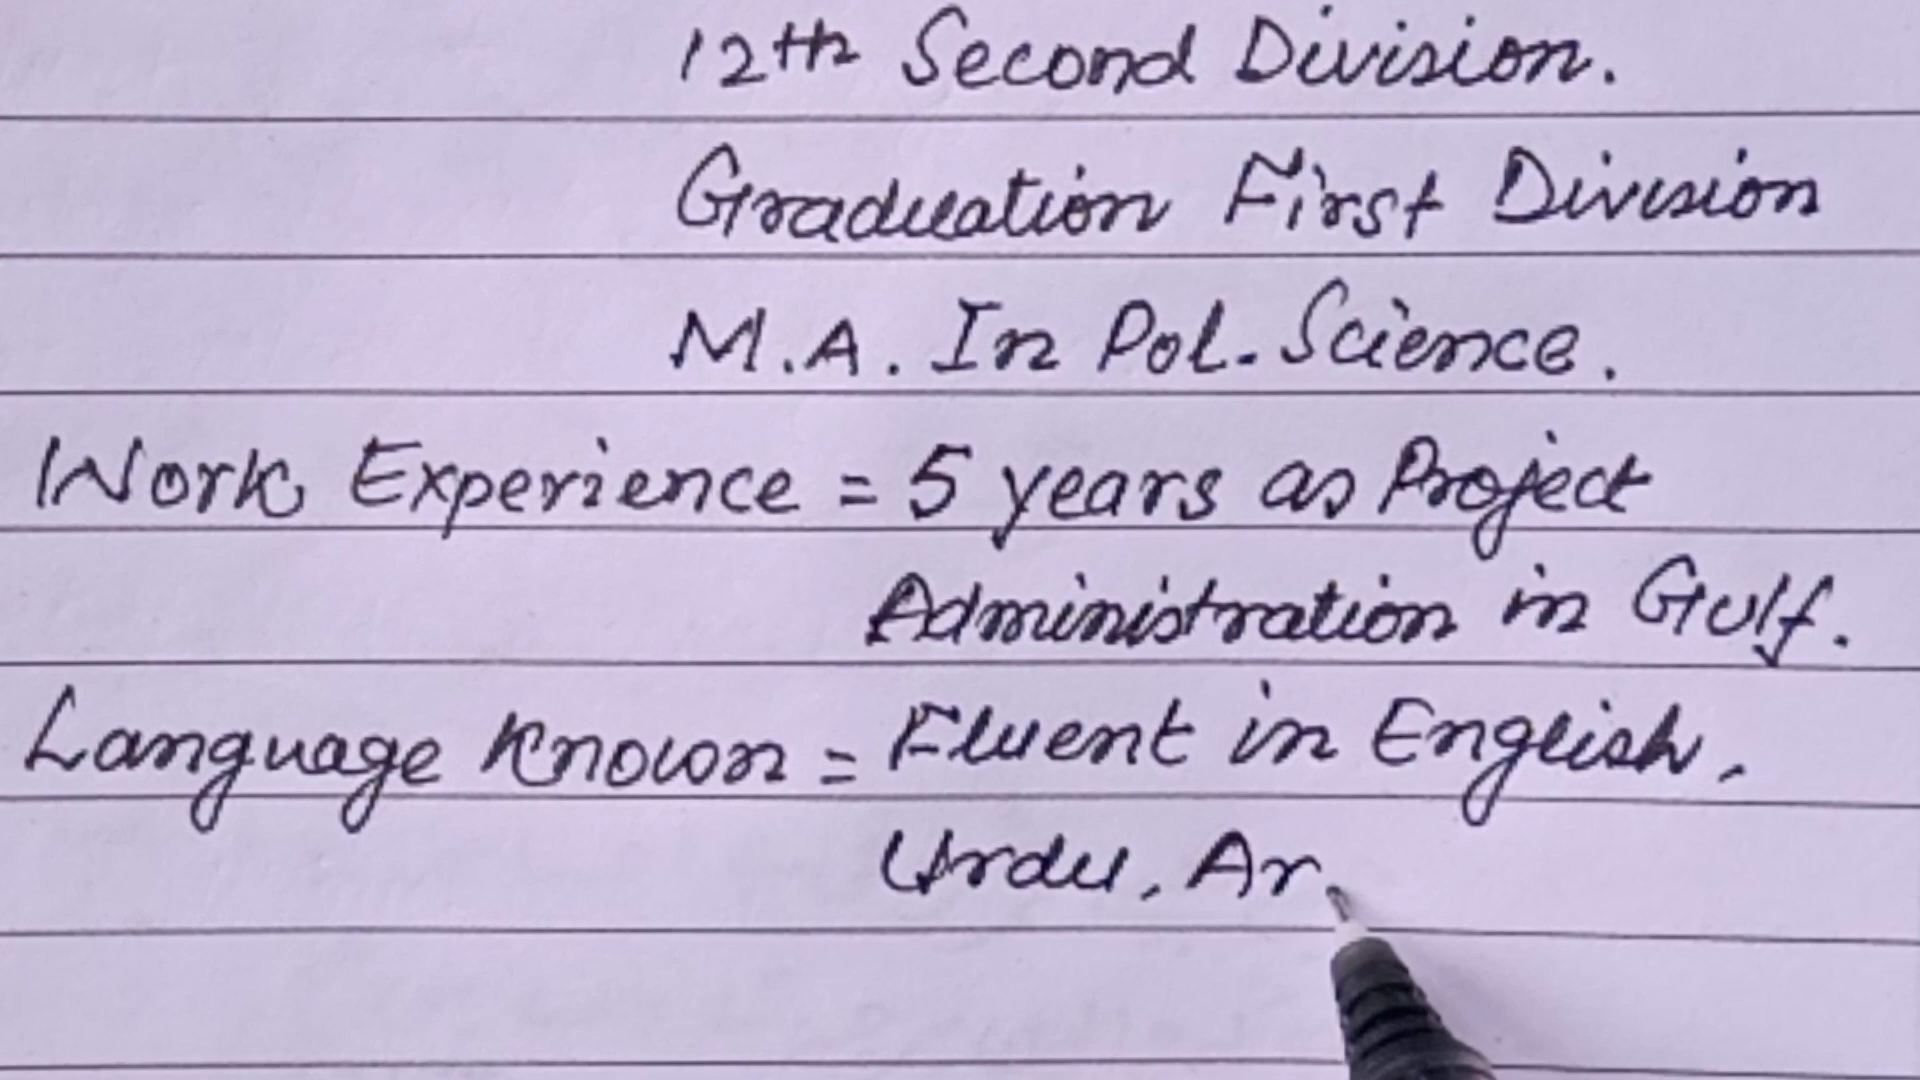 12th Second Division.
Graduation First Division
M.A. In Pol. Science.
Work Experience = 5 years as Project
Administration in Gulf.
Language Known = Fluent in English,
Urdu, Ar